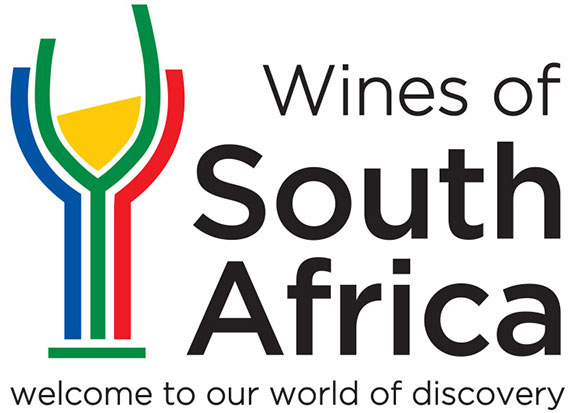 Wines of
South
Africa
welcome to our world of discovery